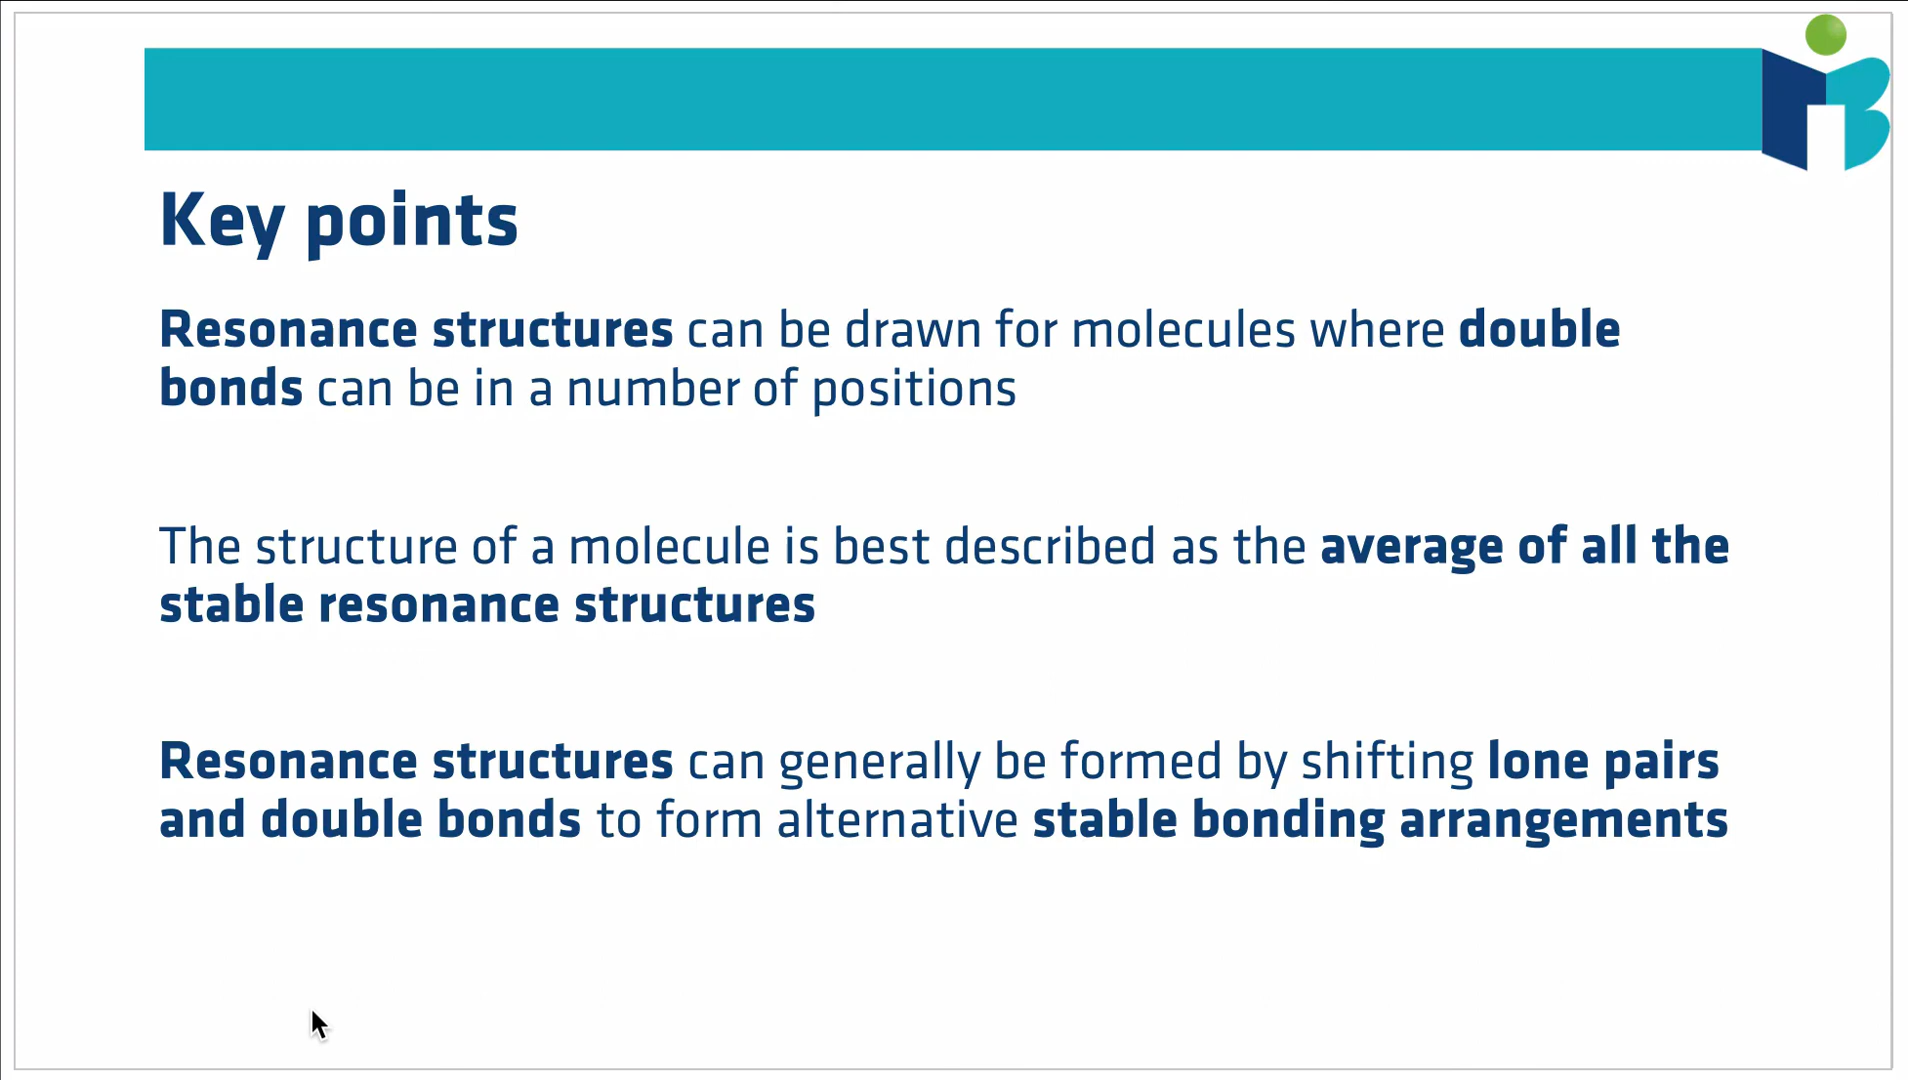 Key points
Resonance structures can be drawn for molecules where double
bonds can be in a number of positions
The structure of a molecule is best described as the average of all the
stable resonance structures
Resonance structures can generally be formed by shifting lone pairs
and double bonds to form alternative stable bonding arrangements